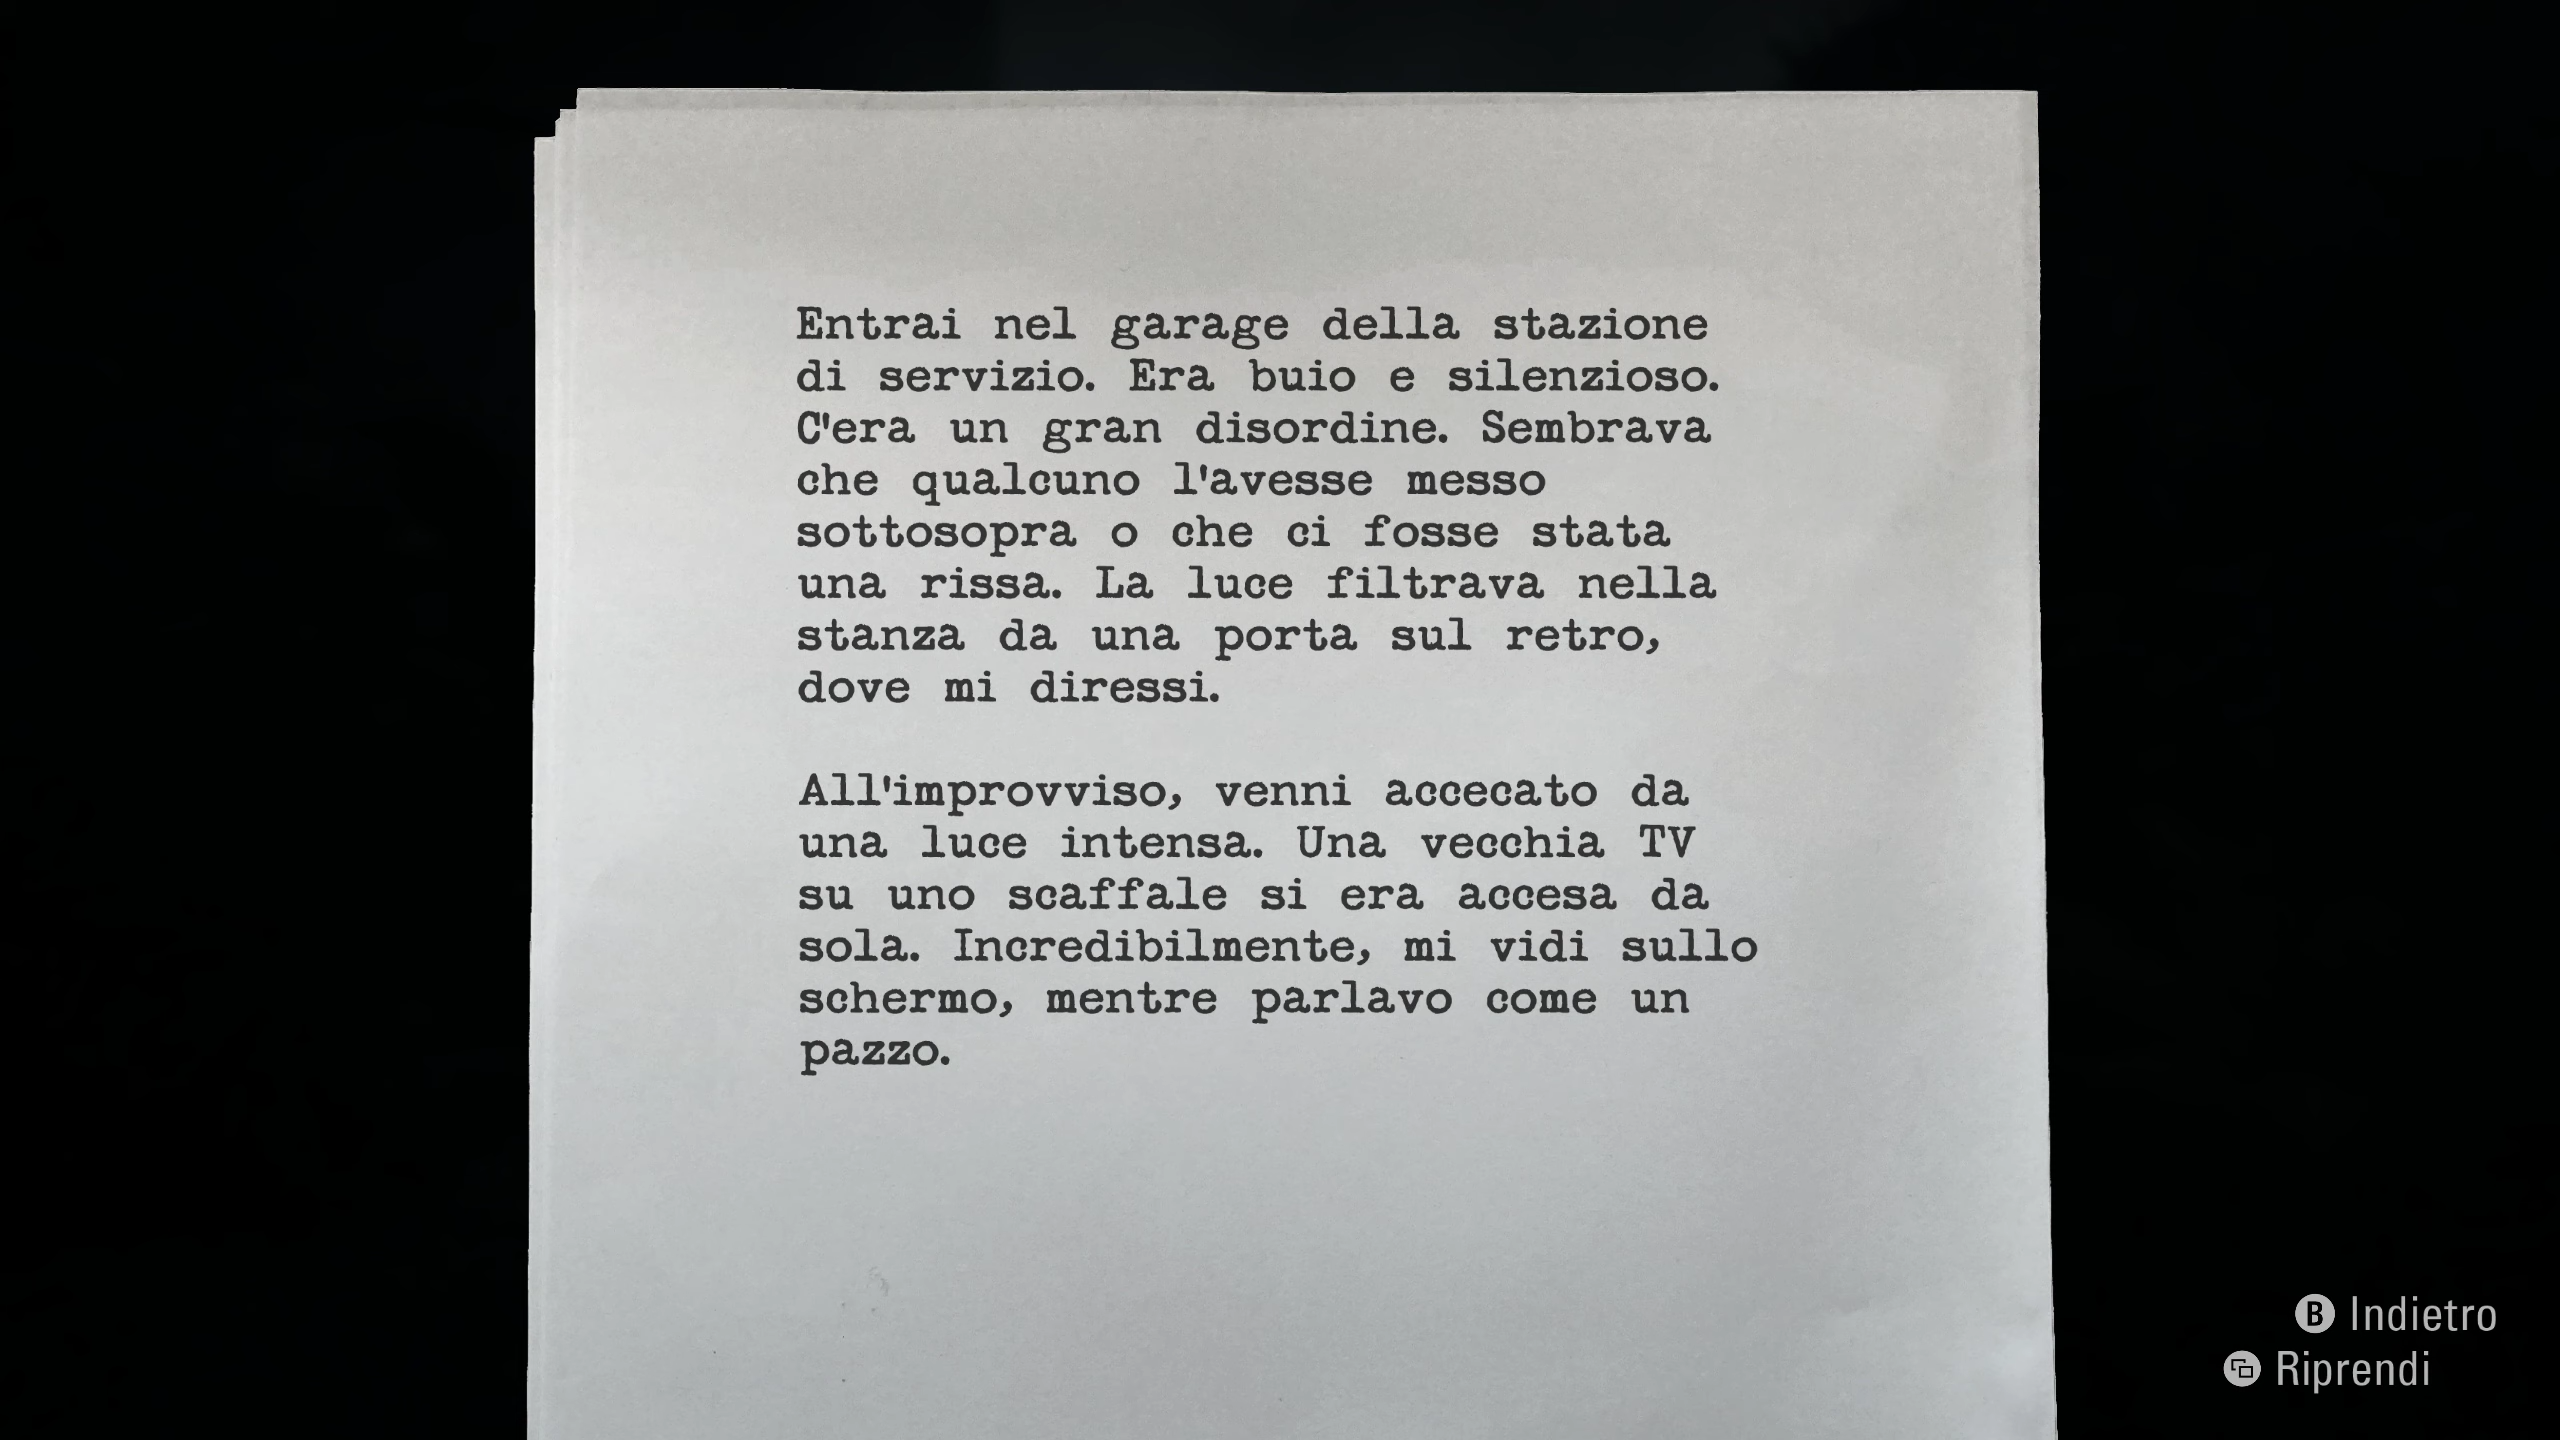 Entrai nel garage della stazione
di servizio. Era buio e silenzioso.
C'era un gran disordine. Sembrava
che qualcuno l'avesse messo
sottosopra o che ci fosse stata
una rissa. La luce filtrava nella
stanza da una porta sul retro,
dove mi diressi.
All'improvviso, venni accecato da
una luce intensa. Una vecchia TV
su uno scaffale si era accesa da
sola. Incredibilmente, mi vidi sullo
schermo, mentre parlavo come un
pazzo.
B Indietro
Riprendi